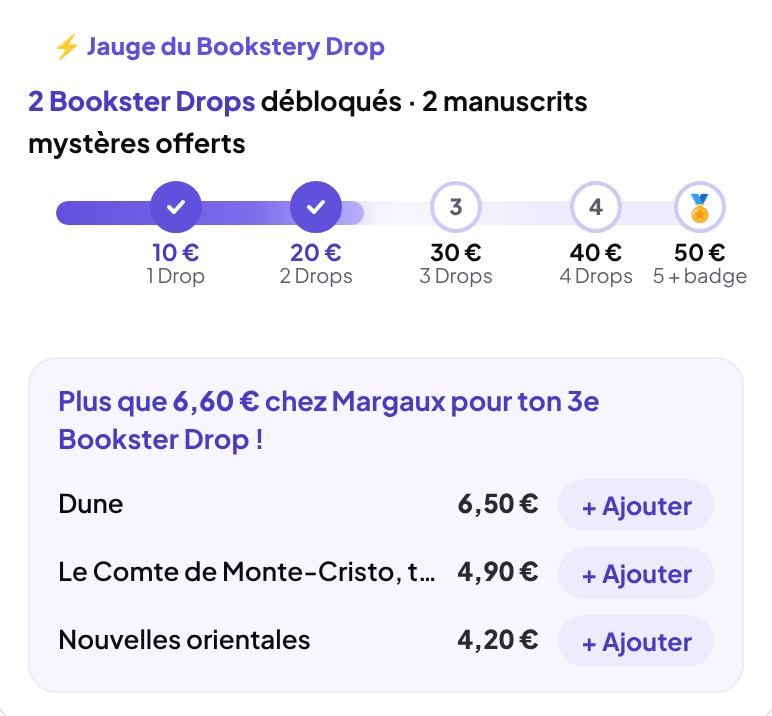 ⚡ Jauge du Bookstery Drop
2 Bookster Drops débloqués · 2 manuscrits
mystères offerts
3 4
10 € 20 € 30 € 40 € 50 €
1 Drop 2 Drops 3 Drops 4 Drops 5 + badge
Plus que 6,60 € chez Margaux pour ton 3e
Bookster Drop !
Dune 6,50 € + Ajouter
Le Comte de Monte-Cristo, t... 4,90 € + Ajouter
Nouvelles orientales 4,20 € + Ajouter